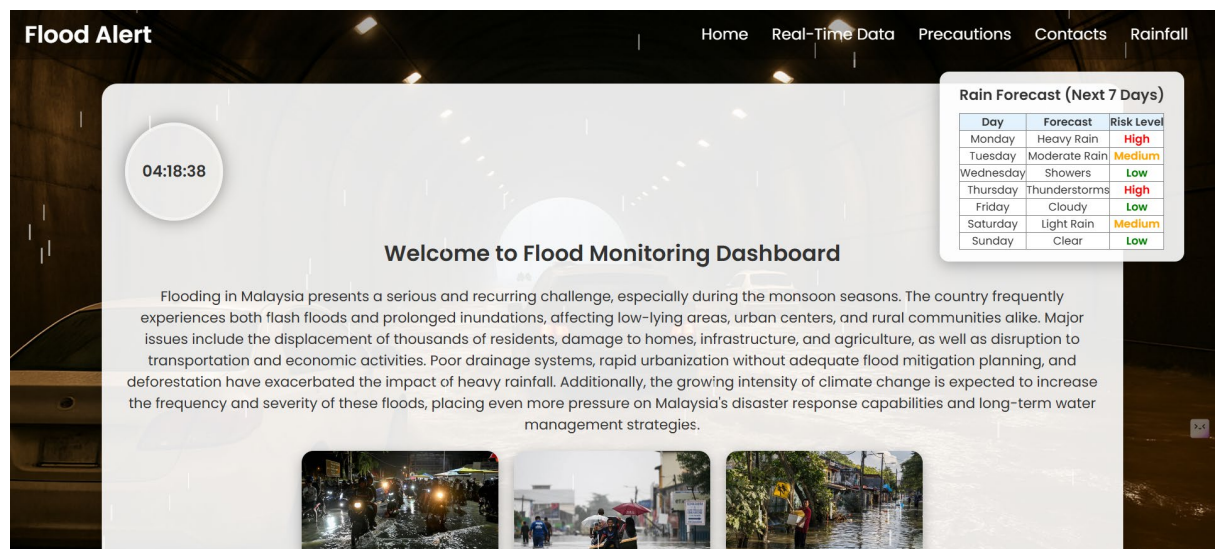 Flood Alert
Home Real-Time Data Precautions Contacts Rainfall
Rain Forecast (Next 7 Days)
Day Forecast Risk Level
Monday Heavy Rain High
Tuesday Moderate Rain Medium
Wednesday Showers Low
Thursday Thunderstorms High
Friday Cloudy Low
Saturday Light Rain Medium
Sunday Clear Low
04:18:38
Welcome to Flood Monitoring Dashboard
Flooding in Malaysia presents a serious and recurring challenge, especially during the monsoon seasons. The country frequently
experiences both flash floods and prolonged inundations, affecting low-lying areas, urban centers, and rural communities alike. Major
issues include the displacement of thousands of residents, damage to homes, infrastructure, and agriculture, as well as disruption to
transportation and economic activities. Poor drainage systems, rapid urbanization without adequate flood mitigation planning, and
deforestation have exacerbated the impact of heavy rainfall. Additionally, the growing intensity of climate change is expected to increase
the frequency and severity of these floods, placing even more pressure on Malaysia's disaster response capabilities and long-term water
management strategies.